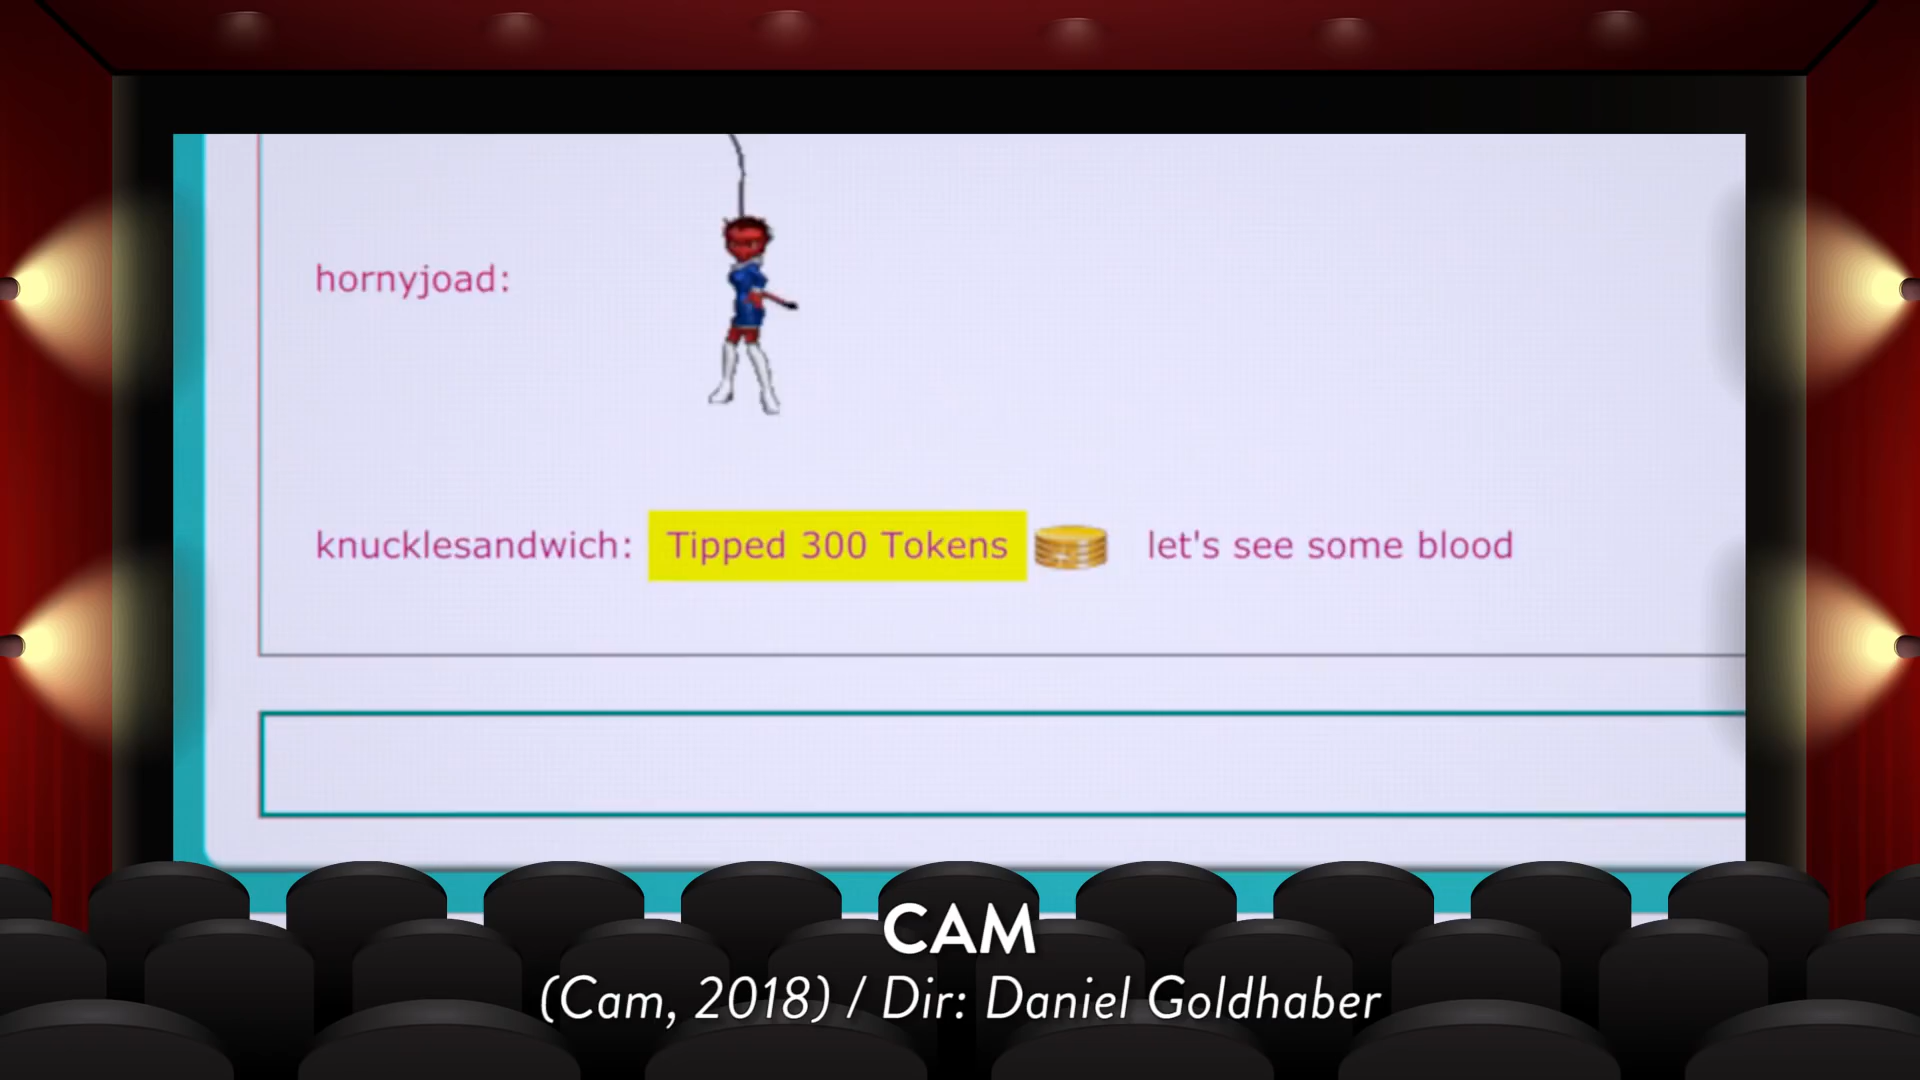 hornyjoad:
knucklesandwich: Tipped 300 Tokens let's see some blood
CAM
(Cam, 2018) / Dir: Daniel Goldhaber